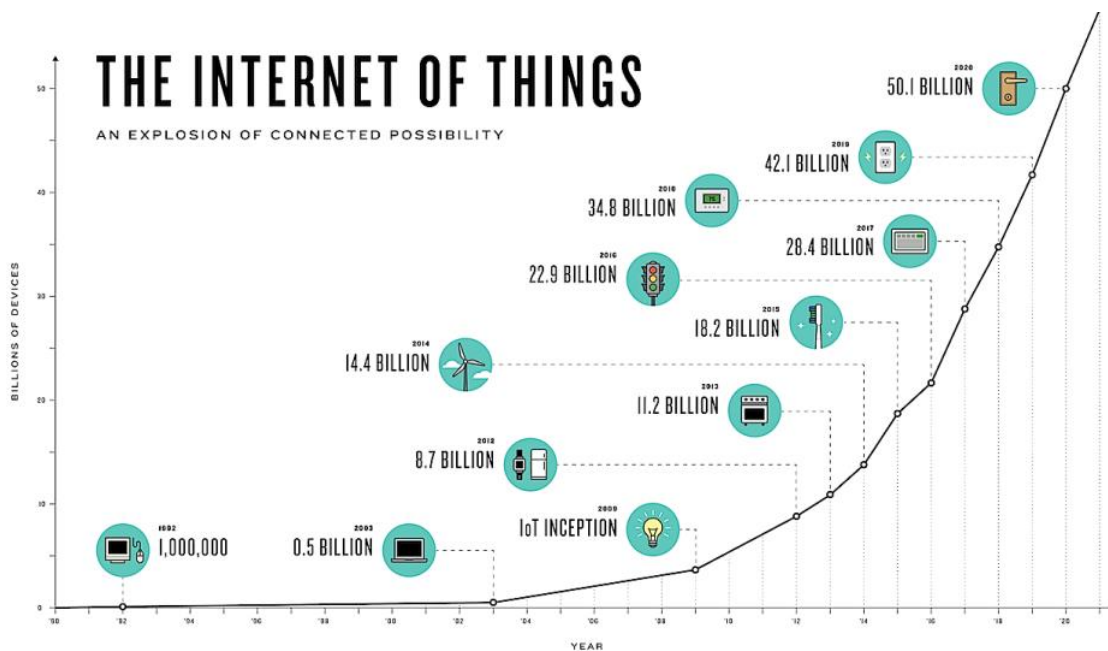 THE INTERNET OF THINGS
AN EXPLOSION OF CONNECTED POSSIBILITY
BILLIONS OF DEVICES
50
40
30
20
10
0
1992
1,000,000
2003
0.5 BILLION
2009
IoT INCEPTION
2012
8.7 BILLION
2013
11.2 BILLION
2014
14.4 BILLION
2015
18.2 BILLION
2016
22.9 BILLION
2017
28.4 BILLION
2018
34.8 BILLION
2019
42.1 BILLION
2020
50.1 BILLION
'90 '92 '94 '96 '98 '00 '02 '04 '06 '08 '10 '12 '14 '16 '18 '20
YEAR